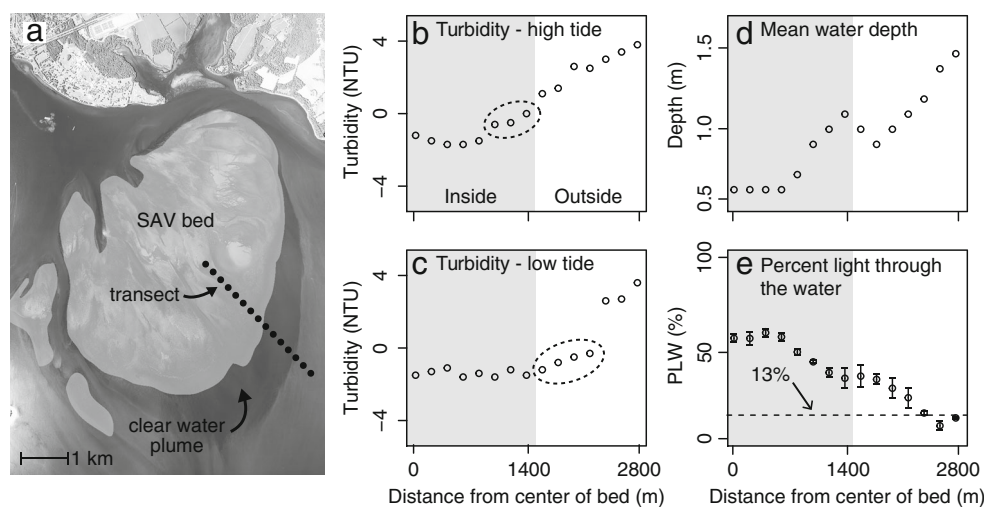 a
SAV bed
transect
clear water
plume
1 km
b Turbidity - high tide
Turbidity (NTU)
4
0
−4
Inside
Outside
c Turbidity - low tide
Turbidity (NTU)
4
0
−4
0
1400
2800
Distance from center of bed (m)
d Mean water depth
Depth (m)
1.5
1.0
0.5
e Percent light through
the water
PLW (%)
100
50
0
13%
0
1400
2800
Distance from center of bed (m)